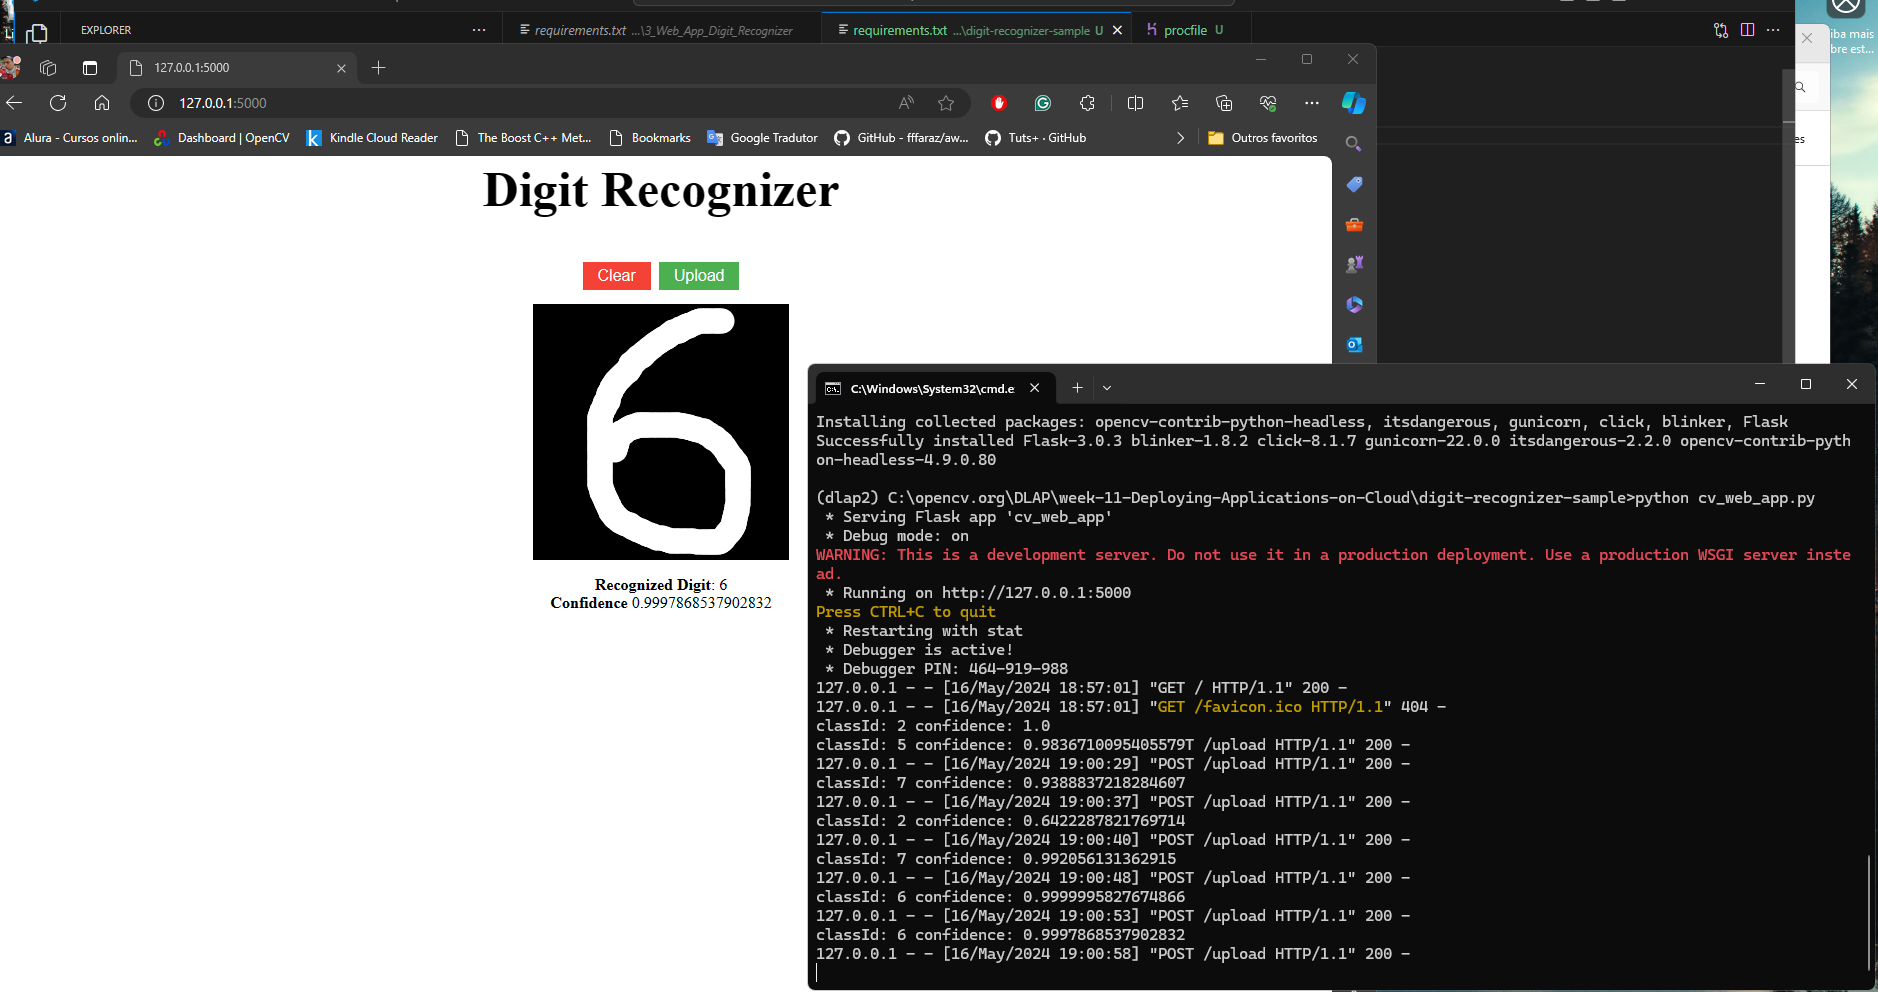 EXPLORER
requirements.txt ...\3_Web_App_Digit_Recognizer
requirements.txt ...\digit-recognizer-sample U
procfile U
iba mais
bre est...
127.0.0.1:5000
127.0.0.1:5000
Alura - Cursos onlin...
Dashboard | OpenCV
Kindle Cloud Reader
The Boost C++ Met...
Bookmarks
Google Tradutor
GitHub - fffaraz/aw...
Tuts+ · GitHub
Outros favoritos
es
Digit Recognizer
Clear
Upload
6
Recognized Digit: 6
Confidence 0.9997868537902832
C:\Windows\System32\cmd.e
Installing collected packages: opencv-contrib-python-headless, itsdangerous, gunicorn, click, blinker, Flask
Successfully installed Flask-3.0.3 blinker-1.8.2 click-8.1.7 gunicorn-22.0.0 itsdangerous-2.2.0 opencv-contrib-pyth
on-headless-4.9.0.80
(dlap2) C:\opencv.org\DLAP\week-11-Deploying-Applications-on-Cloud\digit-recognizer-sample>python cv_web_app.py
* Serving Flask app 'cv_web_app'
* Debug mode: on
WARNING: This is a development server. Do not use it in a production deployment. Use a production WSGI server inste
ad.
* Running on http://127.0.0.1:5000
Press CTRL+C to quit
* Restarting with stat
* Debugger is active!
* Debugger PIN: 464-919-988
127.0.0.1 - - [16/May/2024 18:57:01] "GET / HTTP/1.1" 200 -
127.0.0.1 - - [16/May/2024 18:57:01] "GET /favicon.ico HTTP/1.1" 404 -
classId: 2 confidence: 1.0
classId: 5 confidence: 0.9836710095405579T /upload HTTP/1.1" 200 -
127.0.0.1 - - [16/May/2024 19:00:29] "POST /upload HTTP/1.1" 200 -
classId: 7 confidence: 0.9388837218284607
127.0.0.1 - - [16/May/2024 19:00:37] "POST /upload HTTP/1.1" 200 -
classId: 2 confidence: 0.6422287821769714
127.0.0.1 - - [16/May/2024 19:00:40] "POST /upload HTTP/1.1" 200 -
classId: 7 confidence: 0.992056131362915
127.0.0.1 - - [16/May/2024 19:00:48] "POST /upload HTTP/1.1" 200 -
classId: 6 confidence: 0.9999995827674866
127.0.0.1 - - [16/May/2024 19:00:53] "POST /upload HTTP/1.1" 200 -
classId: 6 confidence: 0.9997868537902832
127.0.0.1 - - [16/May/2024 19:00:58] "POST /upload HTTP/1.1" 200 -